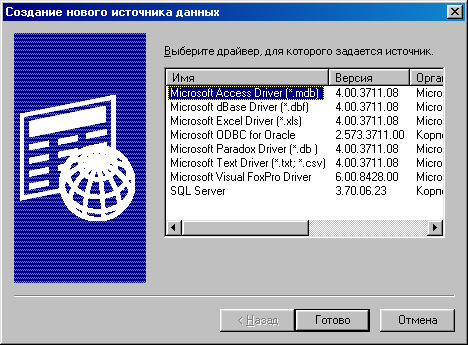 Создание нового источника данных
Выберите драйвер, для которого задается источник.
Имя Версия Орган
Microsoft Access Driver (*.mdb) 4.00.3711.08 Micro
Microsoft dBase Driver (*.dbf) 4.00.3711.08 Micro
Microsoft Excel Driver (*.xls) 4.00.3711.08 Micro
Microsoft ODBC for Oracle 2.573.3711.00 Корпо
Microsoft Paradox Driver (*.db ) 4.00.3711.08 Micro
Microsoft Text Driver (*.txt; *.csv) 4.00.3711.08 Micro
Microsoft Visual FoxPro Driver 6.00.8428.00 Micro
SQL Server 3.70.06.23 Корпо
< Назад Готово Отмена